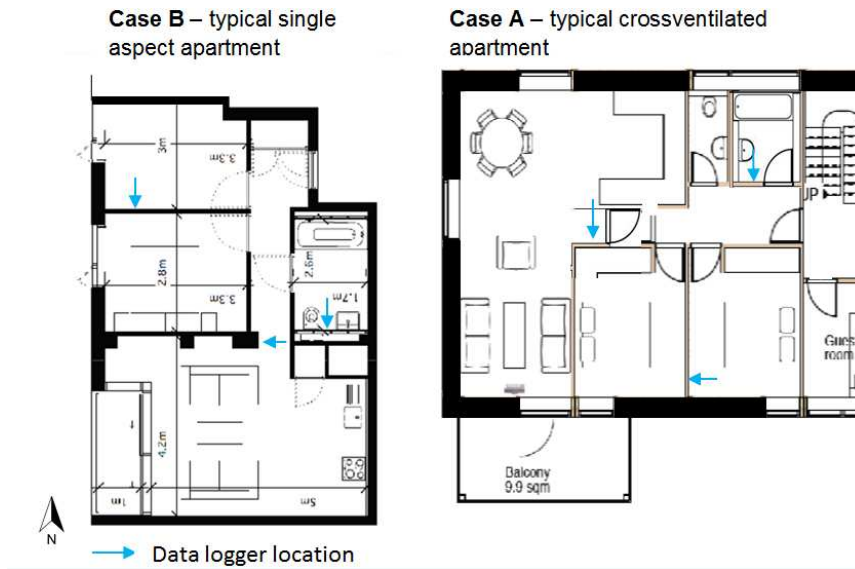 Case B – typical single
aspect apartment
Case A – typical crossventilated
apartment
3m
3.3m
2.8m
3.3m
2.6m
1.7m
4.2m
1m
5m
UP
Guest
room
Balcony
9.9 sqm
N
Data logger location